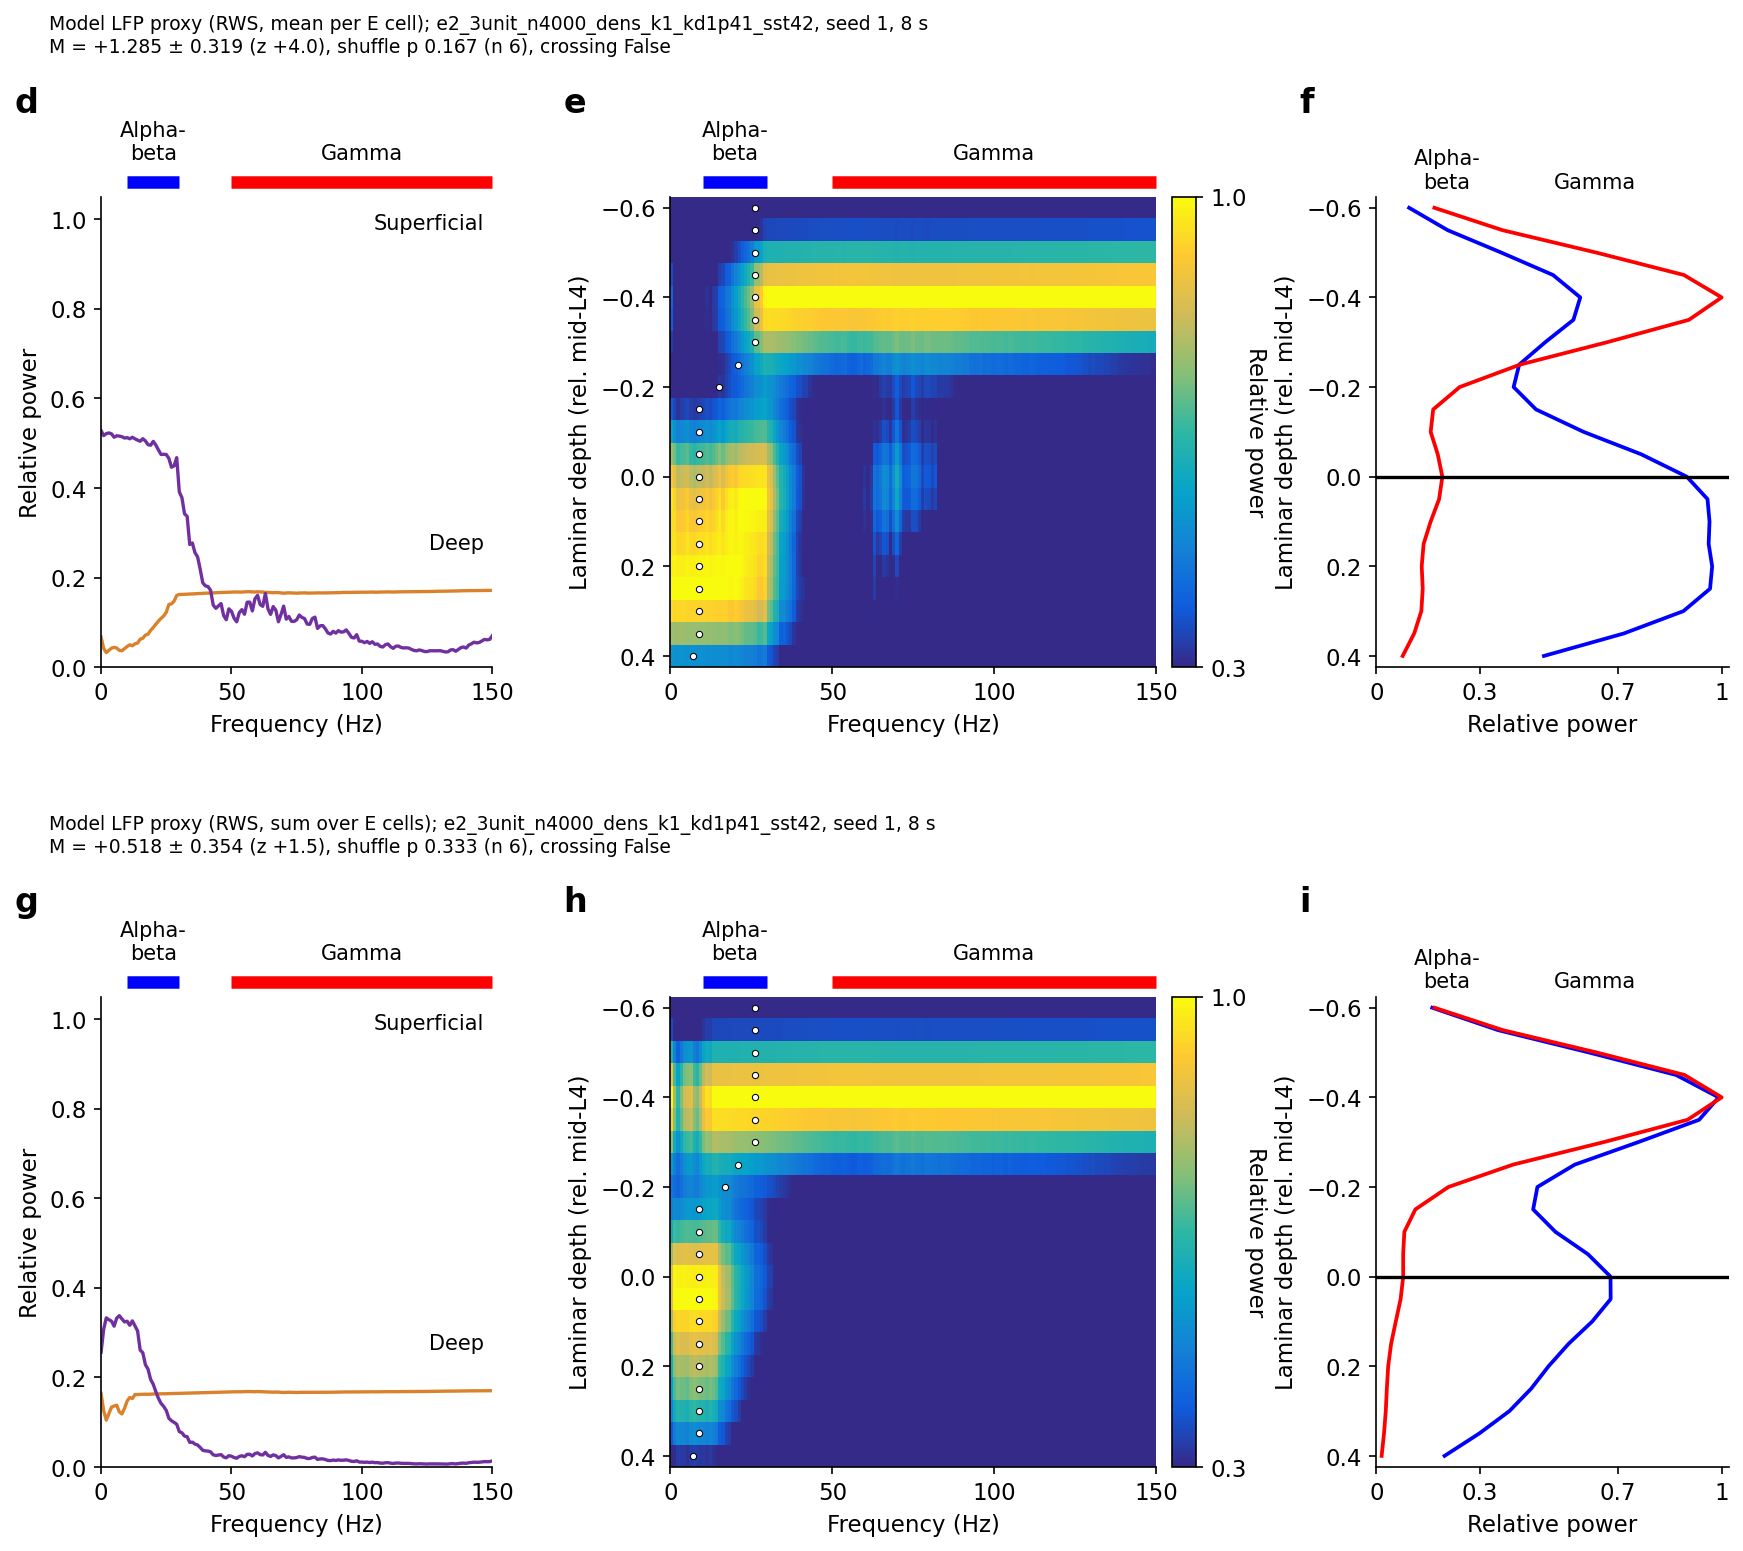 Model LFP proxy (RWS, mean per E cell); e2_3unit_n4000_dens_k1_kd1p41_sst42, seed 1, 8 s
M = +1.285 ± 0.319 (z +4.0), shuffle p 0.167 (n 6), crossing False
d
Alpha-
beta
Gamma
Superficial
Deep
Relative power
1.0
0.8
0.6
0.4
0.2
0.0
0
50
100
150
Frequency (Hz)
e
Alpha-
beta
Gamma
Laminar depth (rel. mid-L4)
−0.6
−0.4
−0.2
0.0
0.2
0.4
0
50
100
150
Frequency (Hz)
1.0
0.3
Relative power
f
Alpha-
beta
Gamma
Laminar depth (rel. mid-L4)
−0.6
−0.4
−0.2
0.0
0.2
0.4
0
0.3
0.7
1
Relative power
Model LFP proxy (RWS, sum over E cells); e2_3unit_n4000_dens_k1_kd1p41_sst42, seed 1, 8 s
M = +0.518 ± 0.354 (z +1.5), shuffle p 0.333 (n 6), crossing False
g
Alpha-
beta
Gamma
Superficial
Deep
Relative power
1.0
0.8
0.6
0.4
0.2
0.0
0
50
100
150
Frequency (Hz)
h
Alpha-
beta
Gamma
Laminar depth (rel. mid-L4)
−0.6
−0.4
−0.2
0.0
0.2
0.4
0
50
100
150
Frequency (Hz)
1.0
0.3
Relative power
i
Alpha-
beta
Gamma
Laminar depth (rel. mid-L4)
−0.6
−0.4
−0.2
0.0
0.2
0.4
0
0.3
0.7
1
Relative power